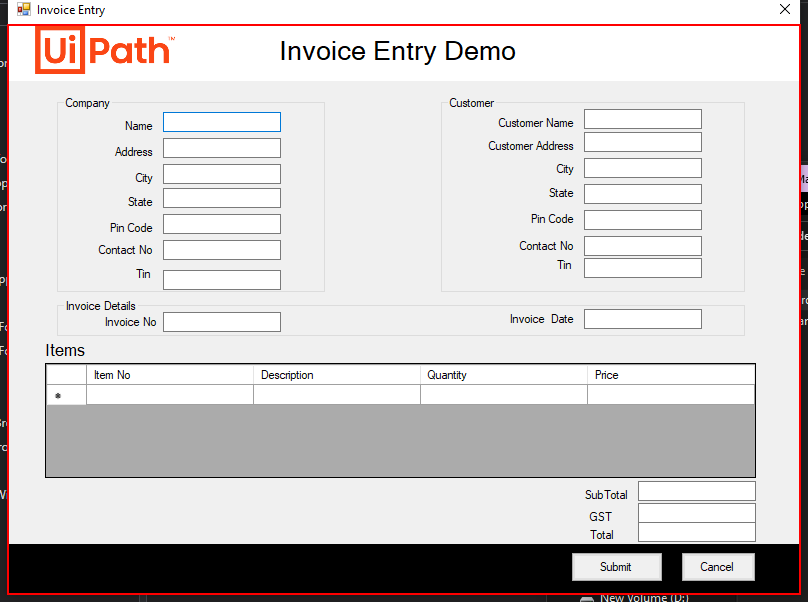 Invoice Entry
UiPath™
Invoice Entry Demo
Company
Name
Address
City
State
Pin Code
Contact No
Tin
Customer
Customer Name
Customer Address
City
State
Pin Code
Contact No
Tin
Invoice Details
Invoice No
Invoice Date
Items
Item No Description Quantity Price
SubTotal
GST
Total
Submit Cancel
New Volume (D:)